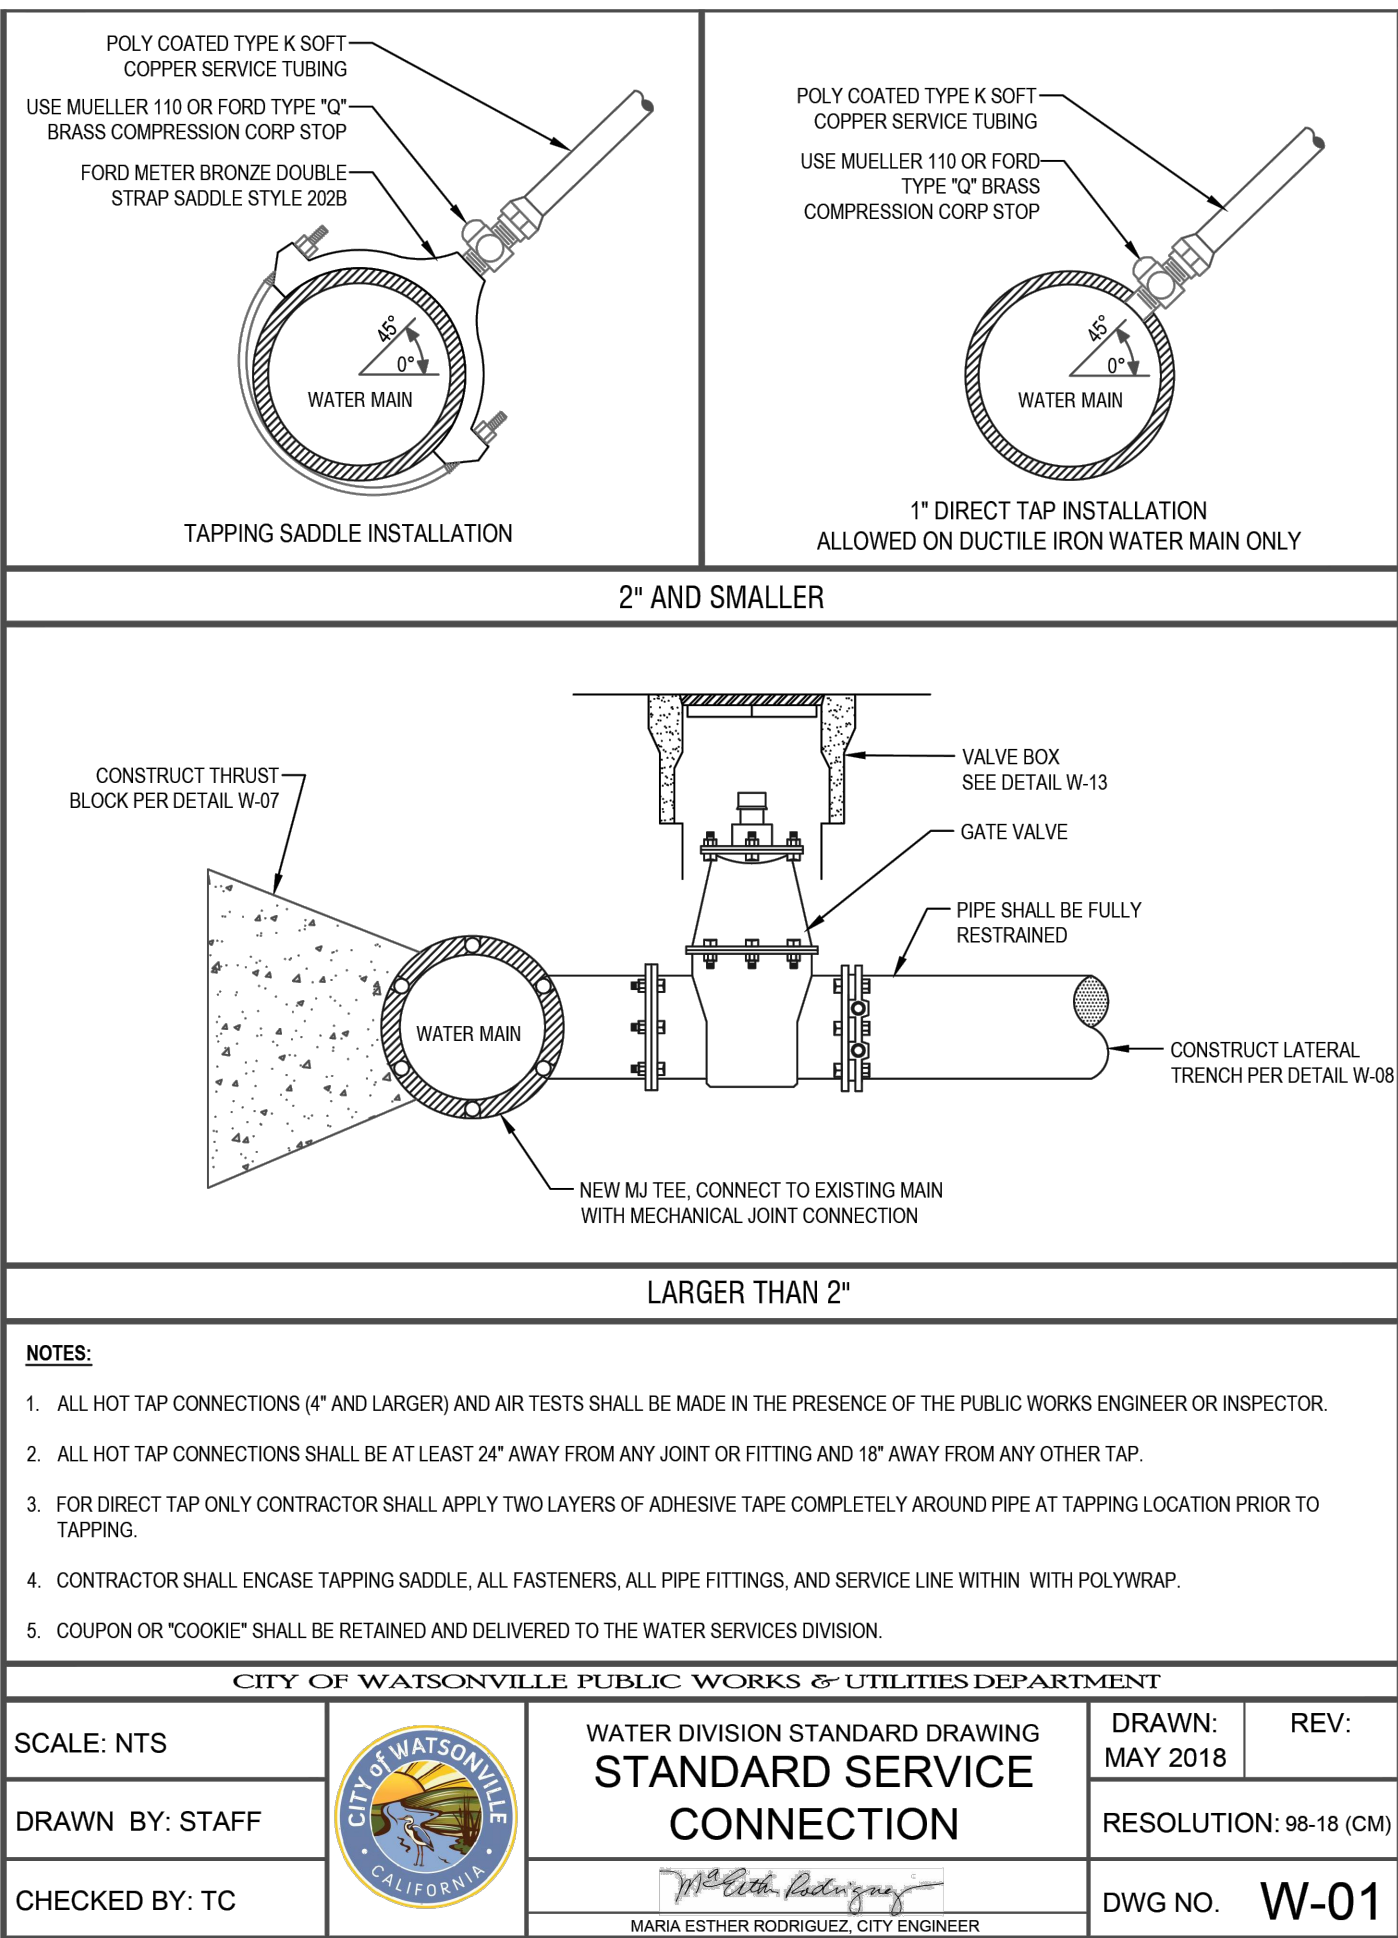 POLY COATED TYPE K SOFT
COPPER SERVICE TUBING
USE MUELLER 110 OR FORD TYPE "Q"
BRASS COMPRESSION CORP STOP
FORD METER BRONZE DOUBLE
STRAP SADDLE STYLE 202B
45°
0°
WATER MAIN
TAPPING SADDLE INSTALLATION
POLY COATED TYPE K SOFT
COPPER SERVICE TUBING
USE MUELLER 110 OR FORD
TYPE "Q" BRASS
COMPRESSION CORP STOP
45°
0°
WATER MAIN
1" DIRECT TAP INSTALLATION
ALLOWED ON DUCTILE IRON WATER MAIN ONLY
2" AND SMALLER
CONSTRUCT THRUST
BLOCK PER DETAIL W-07
VALVE BOX
SEE DETAIL W-13
GATE VALVE
PIPE SHALL BE FULLY
RESTRAINED
WATER MAIN
CONSTRUCT LATERAL
TRENCH PER DETAIL W-08
NEW MJ TEE, CONNECT TO EXISTING MAIN
WITH MECHANICAL JOINT CONNECTION
LARGER THAN 2"
NOTES:
1. ALL HOT TAP CONNECTIONS (4" AND LARGER) AND AIR TESTS SHALL BE MADE IN THE PRESENCE OF THE PUBLIC WORKS ENGINEER OR INSPECTOR.
2. ALL HOT TAP CONNECTIONS SHALL BE AT LEAST 24" AWAY FROM ANY JOINT OR FITTING AND 18" AWAY FROM ANY OTHER TAP.
3. FOR DIRECT TAP ONLY CONTRACTOR SHALL APPLY TWO LAYERS OF ADHESIVE TAPE COMPLETELY AROUND PIPE AT TAPPING LOCATION PRIOR TO
TAPPING.
4. CONTRACTOR SHALL ENCASE TAPPING SADDLE, ALL FASTENERS, ALL PIPE FITTINGS, AND SERVICE LINE WITHIN WITH POLYWRAP.
5. COUPON OR "COOKIE" SHALL BE RETAINED AND DELIVERED TO THE WATER SERVICES DIVISION.
CITY OF WATSONVILLE PUBLIC WORKS & UTILITIES DEPARTMENT
SCALE: NTS
DRAWN BY: STAFF
CHECKED BY: TC
CITY of WATSONVILLE
CALIFORNIA
WATER DIVISION STANDARD DRAWING
STANDARD SERVICE
CONNECTION
Mª Esther Rodriguez
MARIA ESTHER RODRIGUEZ, CITY ENGINEER
DRAWN:
MAY 2018
REV:
RESOLUTION: 98-18 (CM)
DWG NO. W-01